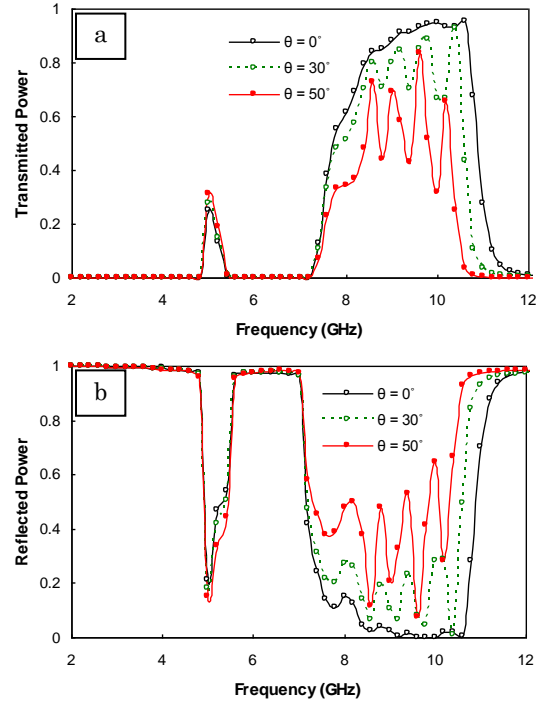 a
θ = 0°
θ = 30°
θ = 50°
Transmitted Power
1
0.8
0.6
0.4
0.2
0
2 4 6 8 10 12
Frequency (GHz)
b
θ = 0°
θ = 30°
θ = 50°
Reflected Power
1
0.8
0.6
0.4
0.2
0
2 4 6 8 10 12
Frequency (GHz)